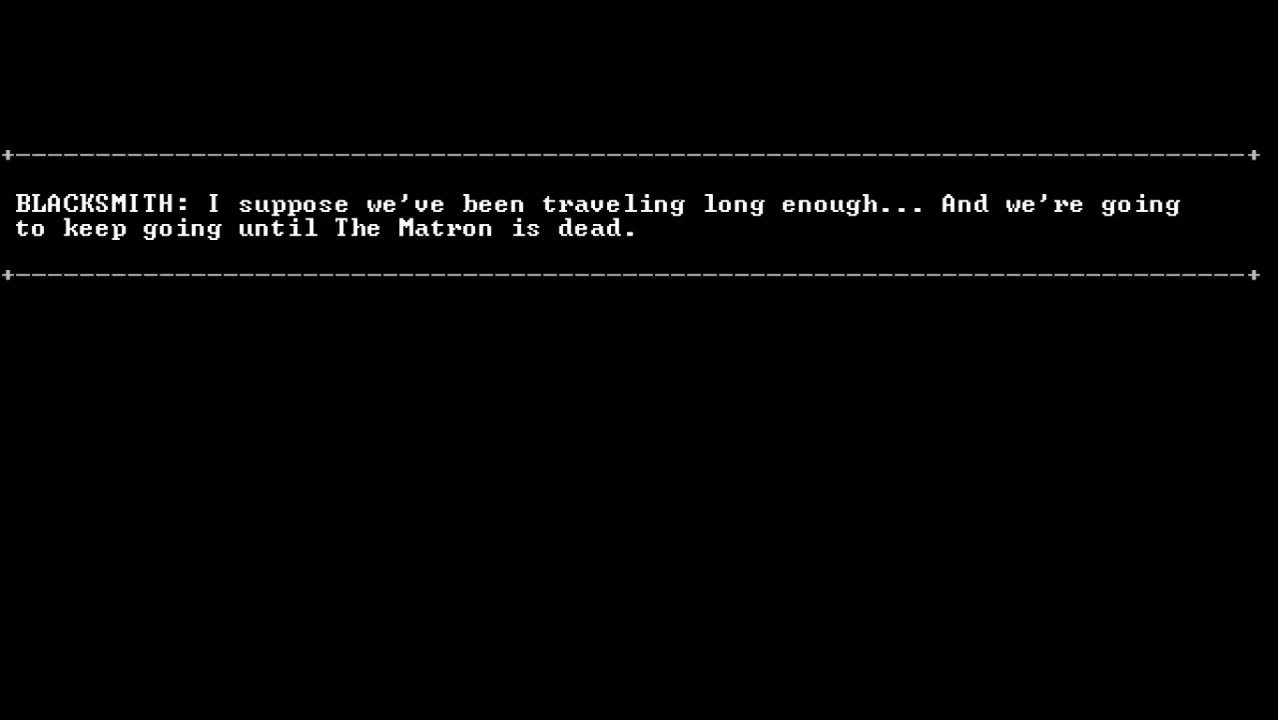 BLACKSMITH: I suppose we've been traveling long enough... And we're going
to keep going until The Matron is dead.